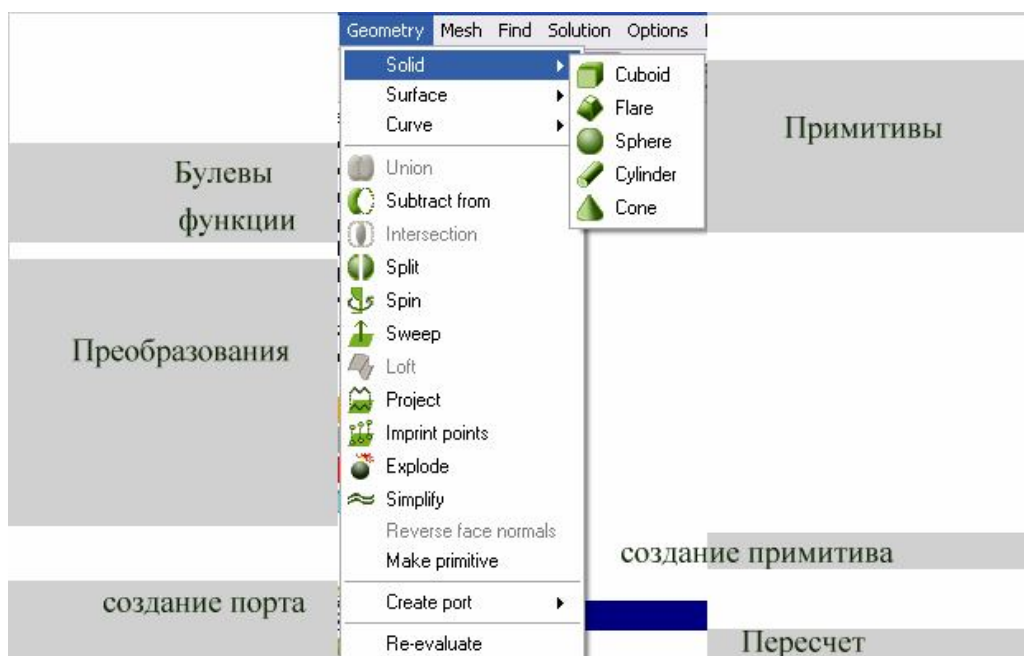 Geometry Mesh Find Solution Options
Solid
Surface
Curve
Cuboid
Flare
Sphere
Cylinder
Cone
Примитивы
Булевы
функции
Union
Subtract from
Intersection
Split
Spin
Sweep
Loft
Project
Imprint points
Explode
Simplify
Reverse face normals
Make primitive
Преобразования
создание примитива
создание порта
Create port
Re-evaluate
Пересчет